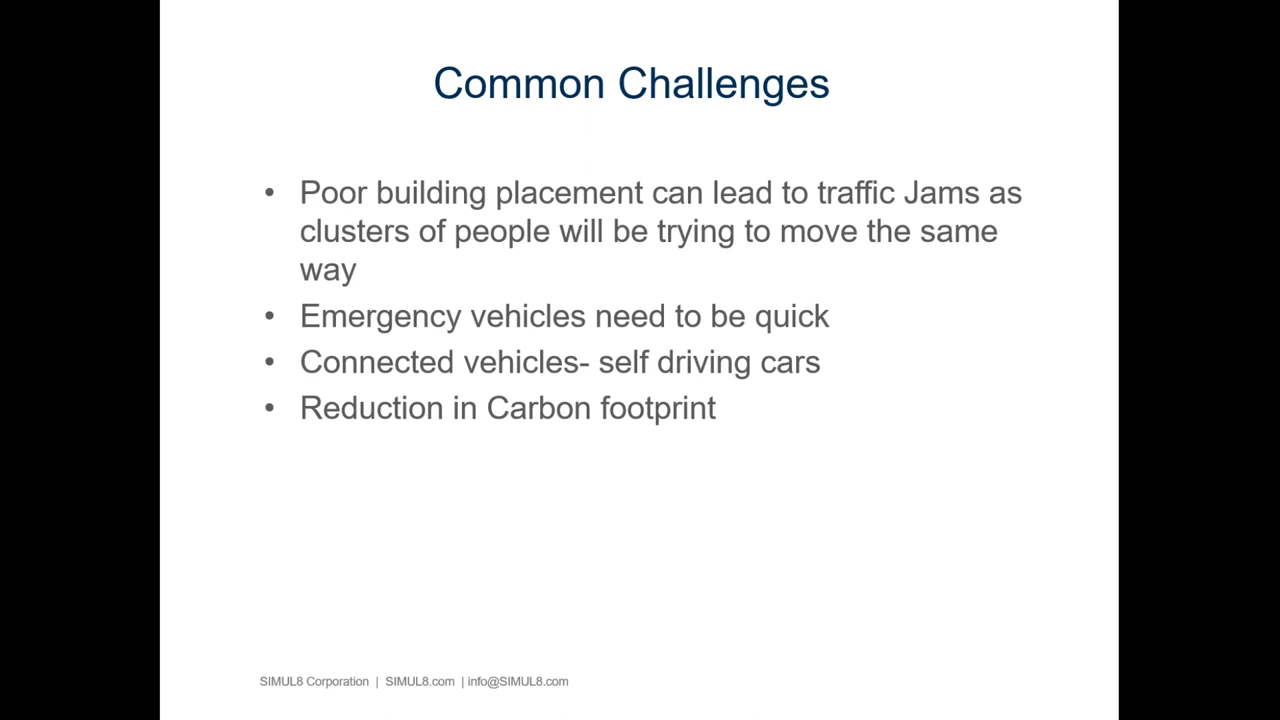 Common Challenges
• Poor building placement can lead to traffic Jams as
clusters of people will be trying to move the same
way
• Emergency vehicles need to be quick
• Connected vehicles- self driving cars
• Reduction in Carbon footprint
SIMUL8 Corporation | SIMUL8.com | info@SIMUL8.com